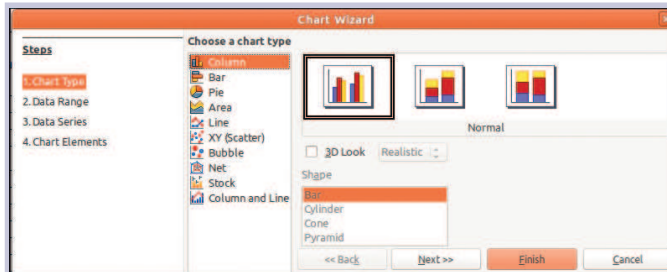 Chart Wizard
Steps
1.Chart Type
2.Data Range
3.Data Series
4.Chart Elements
Choose a chart type
Column
Bar
Pie
Area
Line
XY (Scatter)
Bubble
Net
Stock
Column and Line
Normal
3D Look
Realistic
Shape
Bar
Cylinder
Cone
Pyramid
<< Back
Next >>
Finish
Cancel